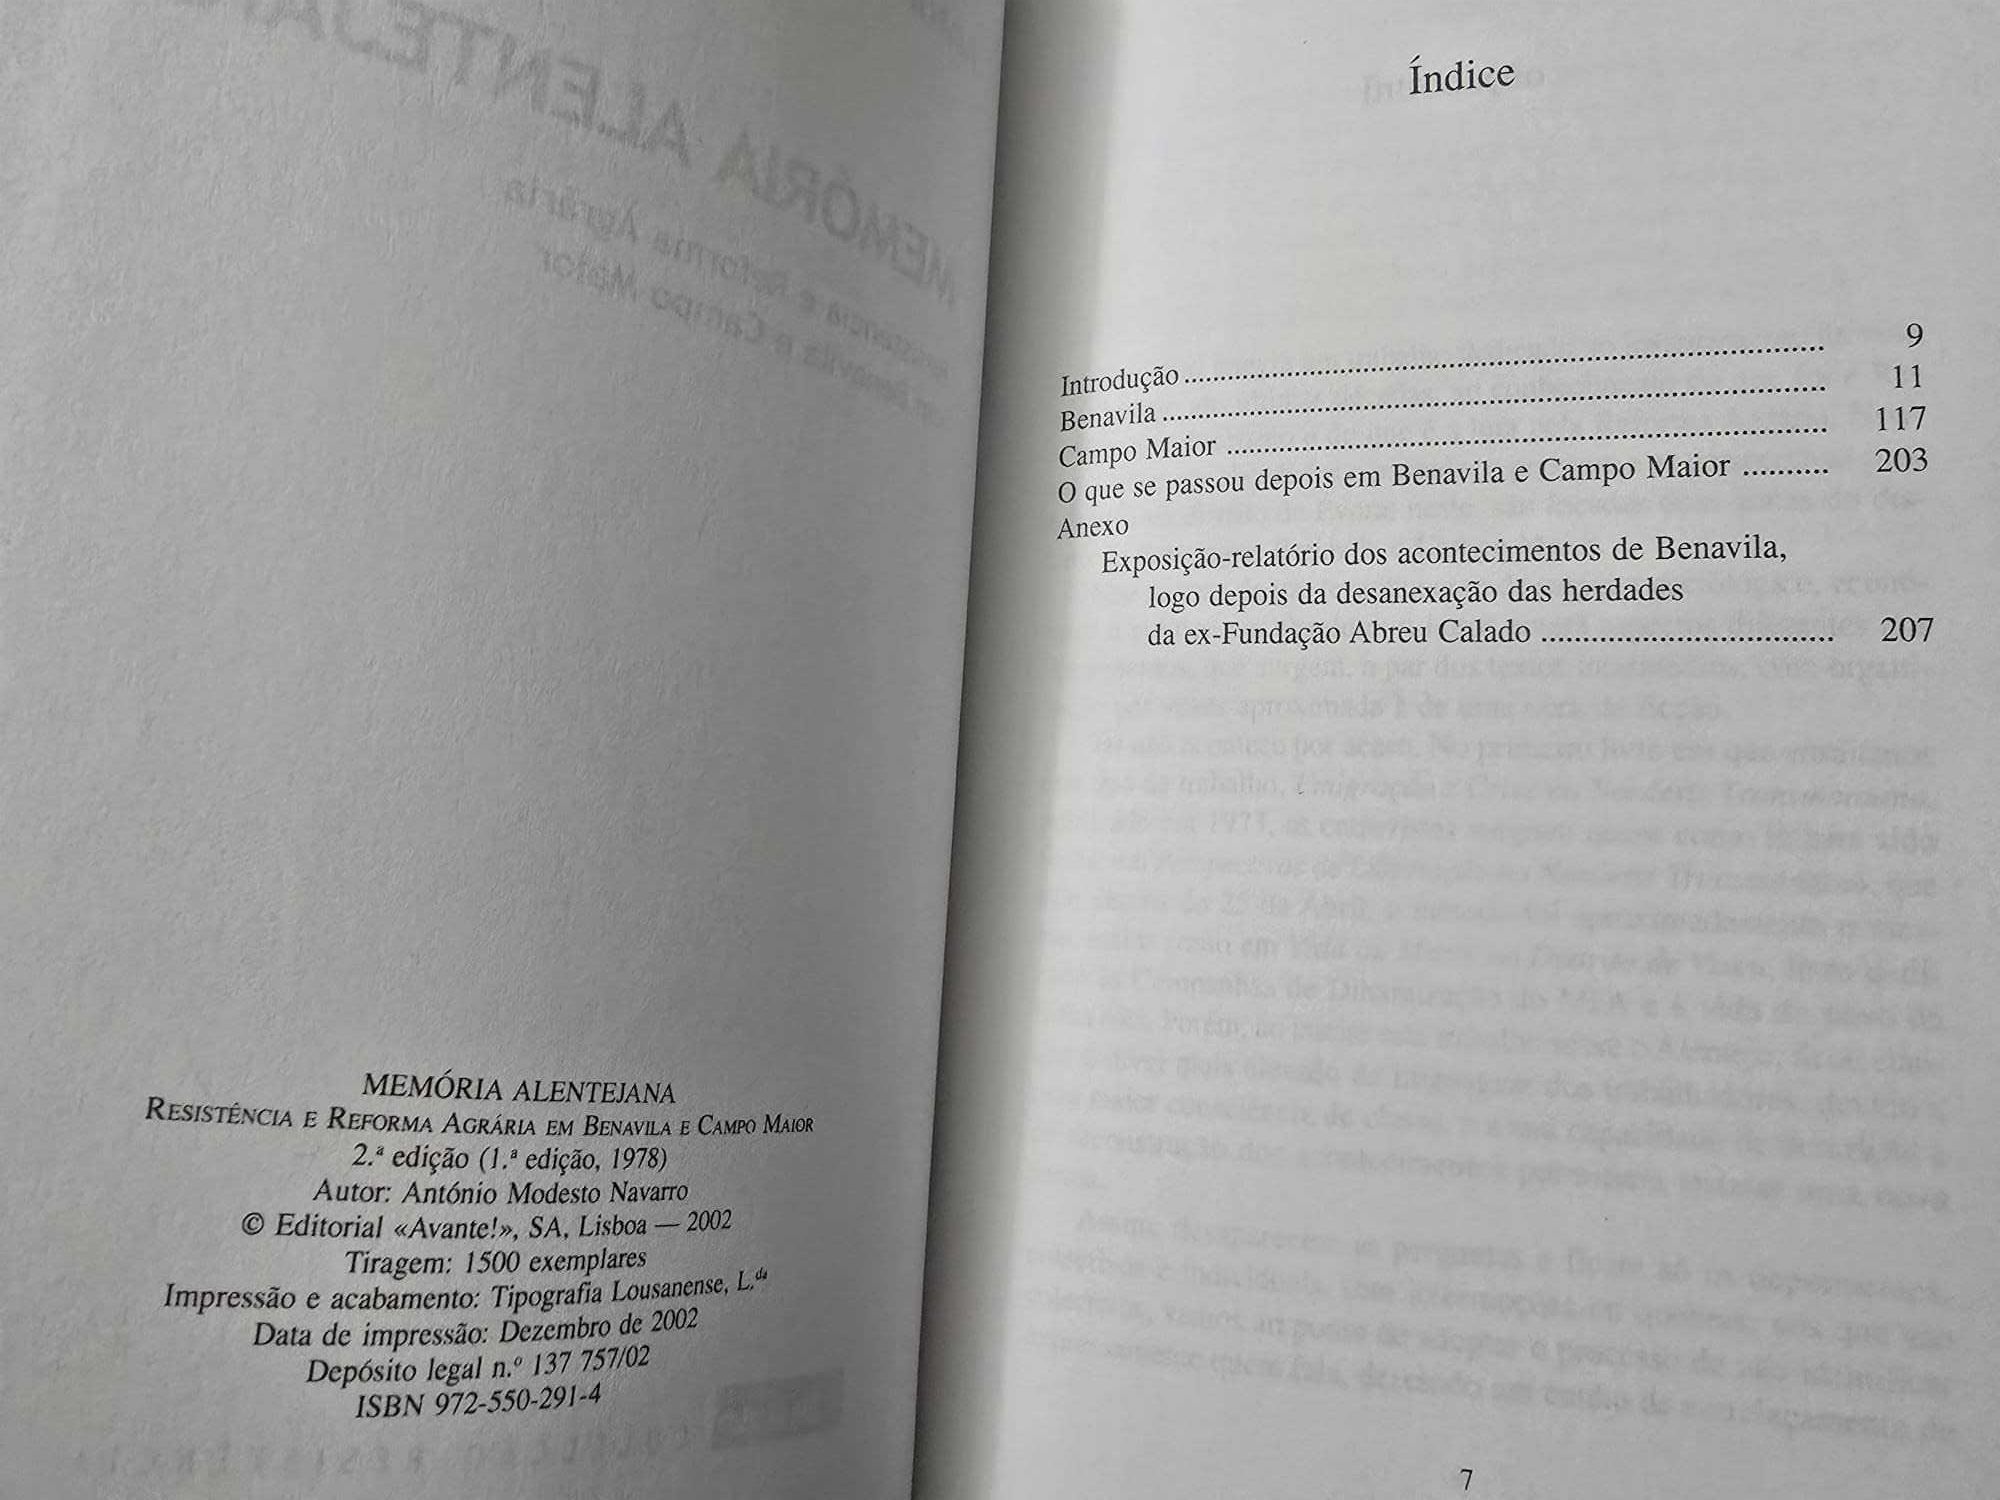 MEMÓRIA ALENTEJANA
RESISTÊNCIA E REFORMA AGRÁRIA EM BENAVILA E CAMPO MAIOR
2.ª edição (1.ª edição, 1978)
Autor: António Modesto Navarro
© Editorial «Avante!», SA, Lisboa — 2002
Tiragem: 1500 exemplares
Impressão e acabamento: Tipografia Lousanense, L.da
Data de impressão: Dezembro de 2002
Depósito legal n.º 137 757/02
ISBN 972-550-291-4
Índice
Introdução ........ 9
Benavila ........ 11
Campo Maior ........ 117
O que se passou depois em Benavila e Campo Maior .......... 203
Anexo
Exposição-relatório dos acontecimentos de Benavila,
logo depois da desanexação das herdades
da ex-Fundação Abreu Calado ........ 207
7